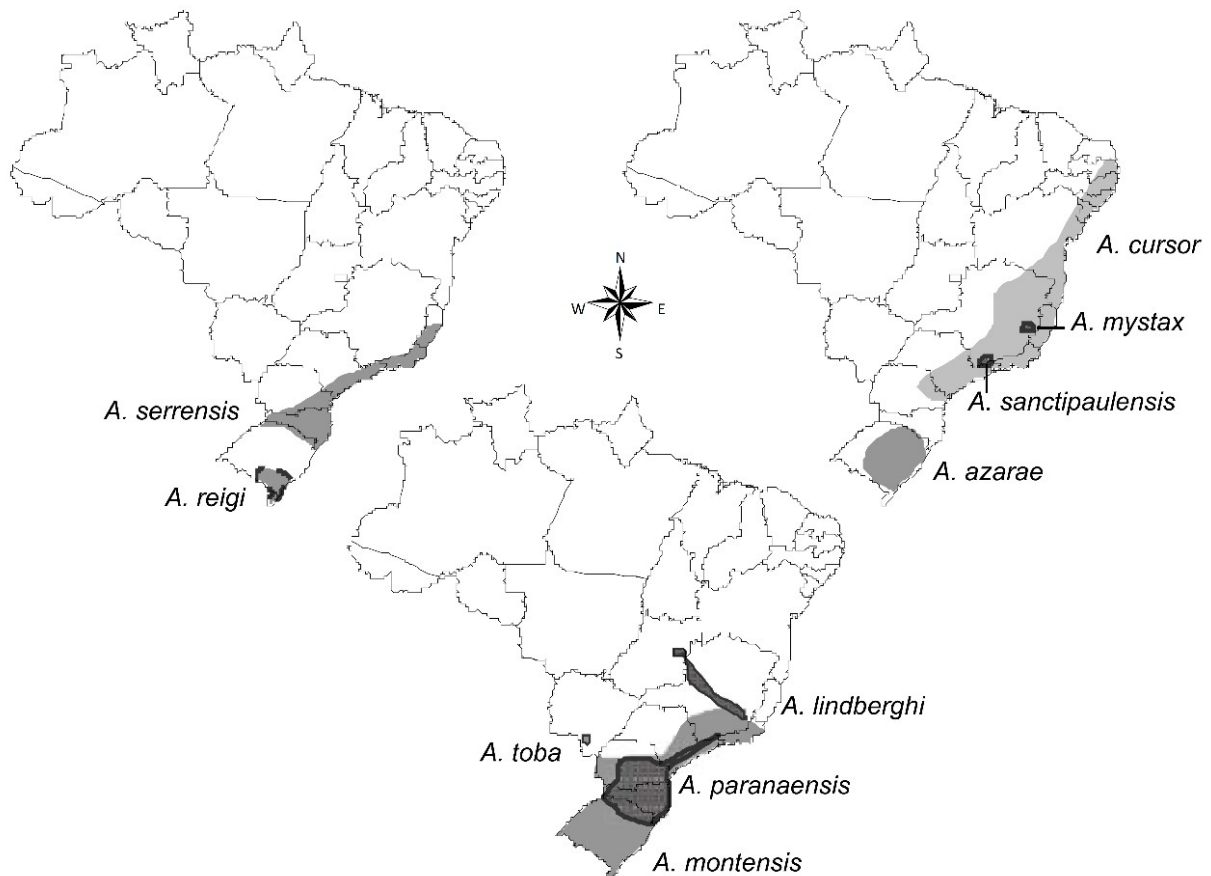 A. serrensis
A. reigi
N
W
E
S
A. cursor
A. mystax
A. sanctipaulensis
A. azarae
A. lindberghi
A. toba
A. paranaensis
A. montensis